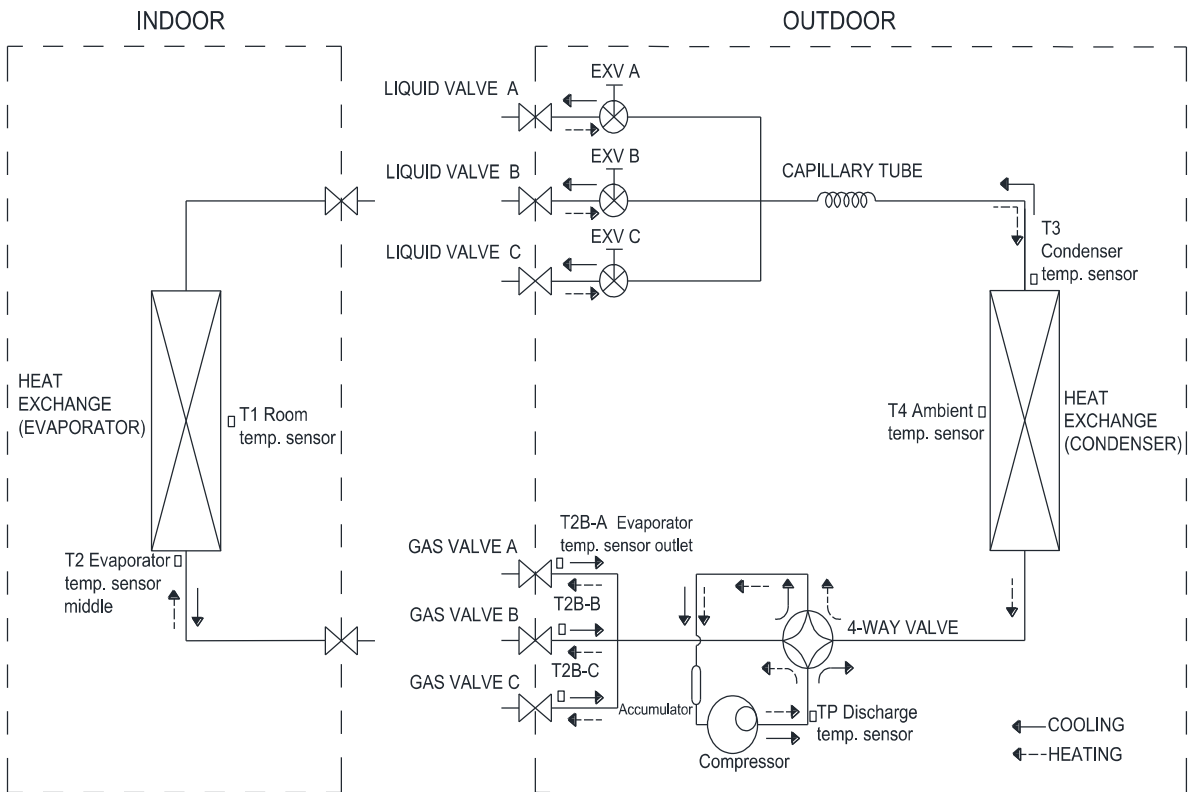 INDOOR
OUTDOOR
LIQUID VALVE A
EXV A
LIQUID VALVE B
EXV B
CAPILLARY TUBE
LIQUID VALVE C
EXV C
T3
Condenser
temp. sensor
HEAT
EXCHANGE
(EVAPORATOR)
T1 Room
temp. sensor
T4 Ambient
temp. sensor
HEAT
EXCHANGE
(CONDENSER)
T2 Evaporator
temp. sensor
middle
GAS VALVE A
T2B-A Evaporator
temp. sensor outlet
GAS VALVE B
T2B-B
4-WAY VALVE
GAS VALVE C
T2B-C
Accumulator
TP Discharge
temp. sensor
Compressor
COOLING
HEATING